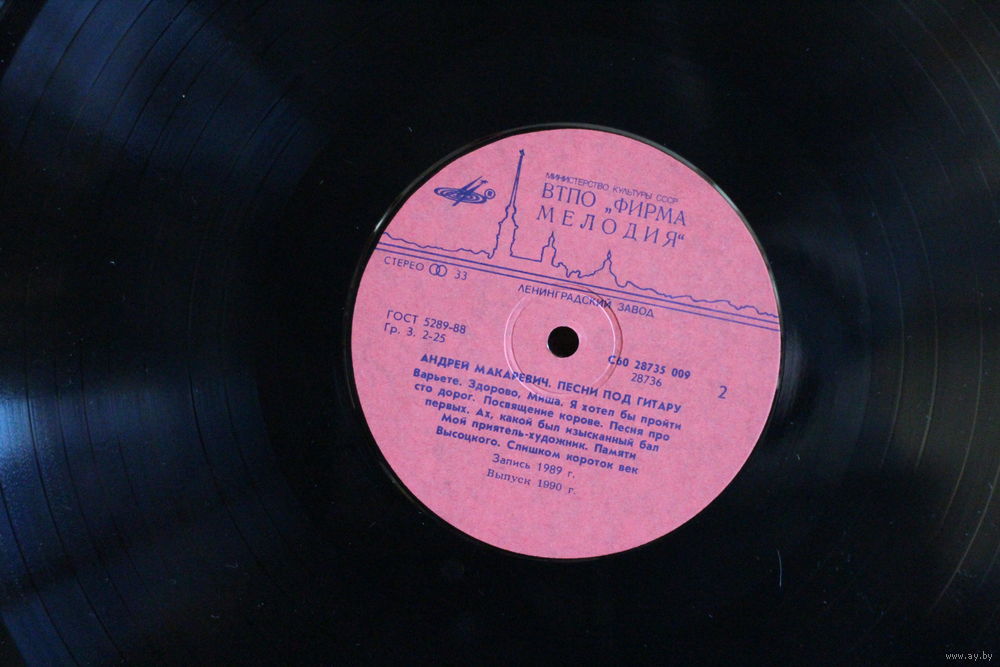 ®
МИНИСТЕРСТВО КУЛЬТУРЫ СССР
ВТПО „ФИРМА
МЕЛОДИЯ“
СТЕРЕО 33
ЛЕНИНГРАДСКИЙ ЗАВОД
ГОСТ 5289-88
Гр. 3. 2-25
С60 28735 009
28736
2
АНДРЕЙ МАКАРЕВИЧ. ПЕСНИ ПОД ГИТАРУ
Варьете. Здорово, Миша. Я хотел бы пройти
сто дорог. Посвящение корове. Песня про
первых. Ах, какой был изысканный бал
Мой приятель-художник. Памяти
Высоцкого. Слишком короток век
Запись 1989 г.
Выпуск 1990 г.
www.ay.by